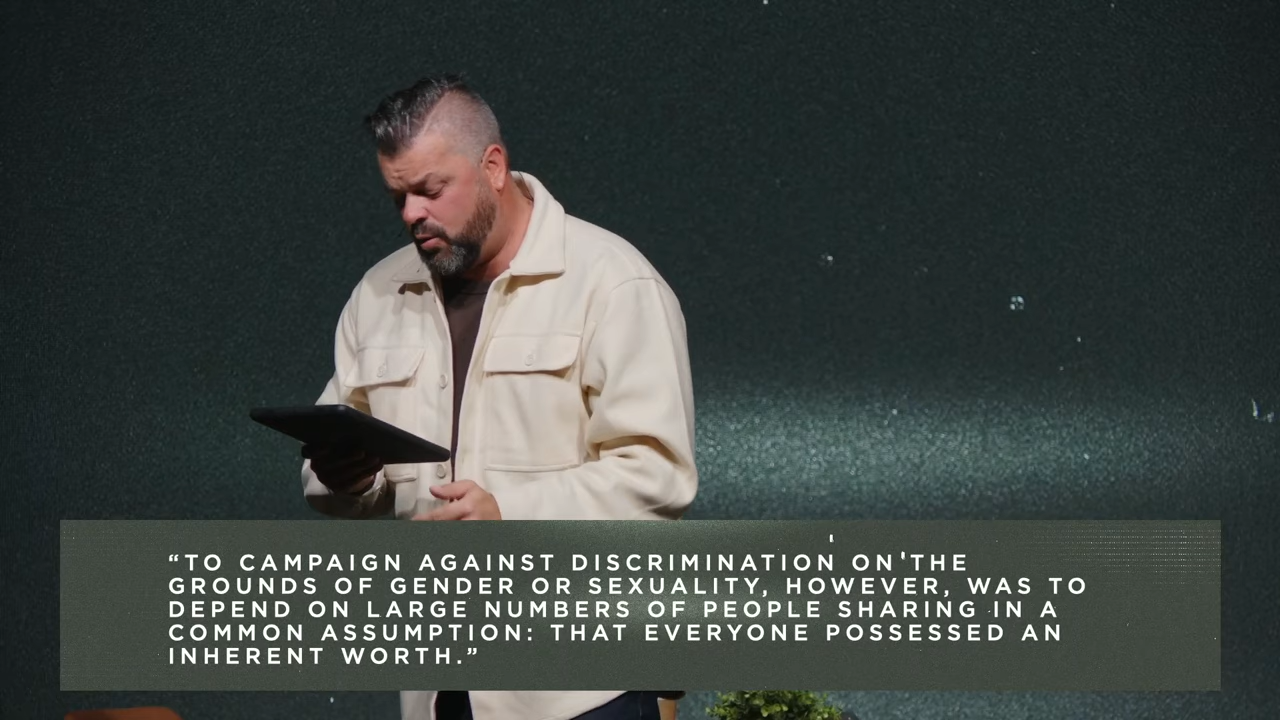 “TO CAMPAIGN AGAINST DISCRIMINATION ON THE
GROUNDS OF GENDER OR SEXUALITY, HOWEVER, WAS TO
DEPEND ON LARGE NUMBERS OF PEOPLE SHARING IN A
COMMON ASSUMPTION: THAT EVERYONE POSSESSED AN
INHERENT WORTH.”